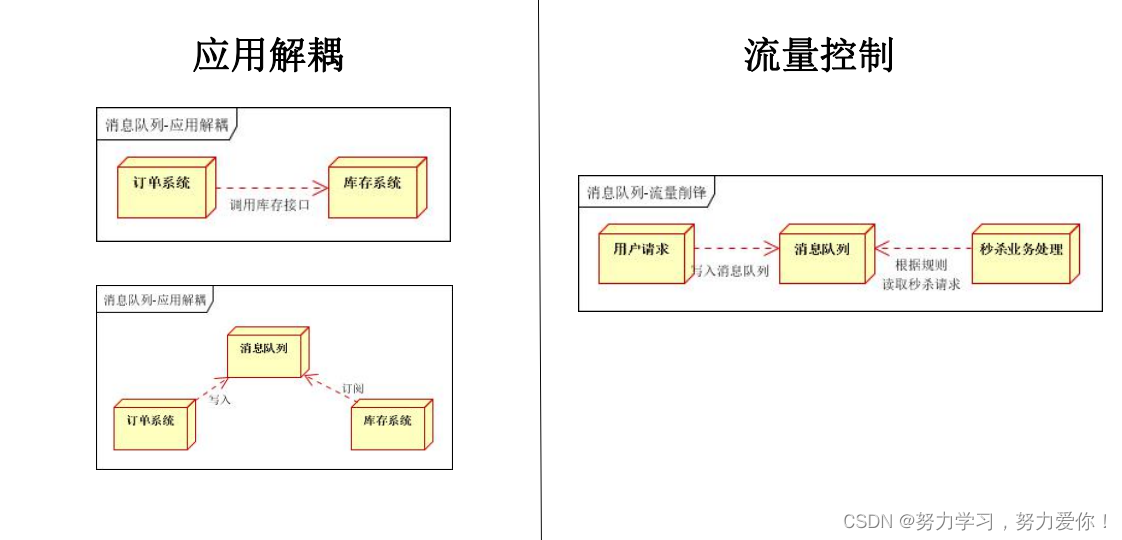 应用解耦
消息队列-应用解耦
订单系统
库存系统
调用库存接口
消息队列-应用解耦
消息队列
写入
订阅
订单系统
库存系统
流量控制
消息队列-流量削锋
用户请求
消息队列
秒杀业务处理
写入消息队列
根据规则
读取秒杀请求
CSDN @努力学习，努力爱你！